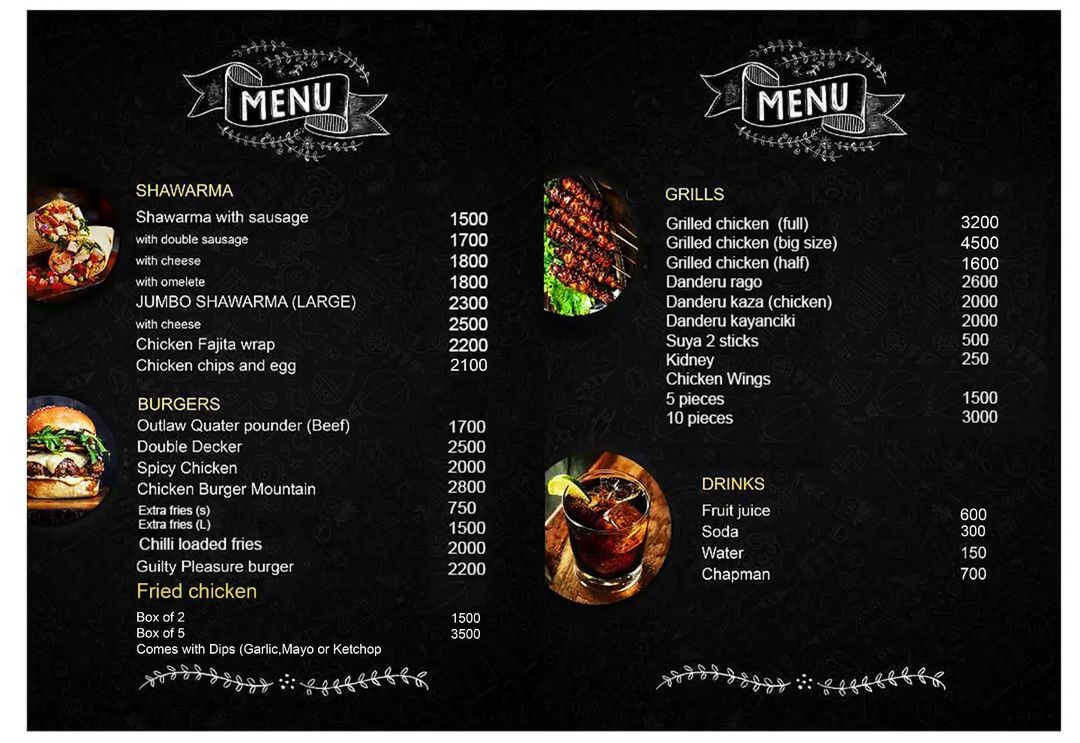 MENU
SHAWARMA
Shawarma with sausage 1500
with double sausage 1700
with cheese 1800
with omelete 1800
JUMBO SHAWARMA (LARGE) 2300
with cheese 2500
Chicken Fajita wrap 2200
Chicken chips and egg 2100
BURGERS
Outlaw Quater pounder (Beef) 1700
Double Decker 2500
Spicy Chicken 2000
Chicken Burger Mountain 2800
Extra fries (s) 750
Extra fries (L) 1500
Chilli loaded fries 2000
Guilty Pleasure burger 2200
Fried chicken
Box of 2 1500
Box of 5 3500
Comes with Dips (Garlic,Mayo or Ketchop
MENU
GRILLS
Grilled chicken (full) 3200
Grilled chicken (big size) 4500
Grilled chicken (half) 1600
Danderu rago 2600
Danderu kaza (chicken) 2000
Danderu kayanciki 2000
Suya 2 sticks 500
Kidney 250
Chicken Wings
5 pieces 1500
10 pieces 3000
DRINKS
Fruit juice 600
Soda 300
Water 150
Chapman 700